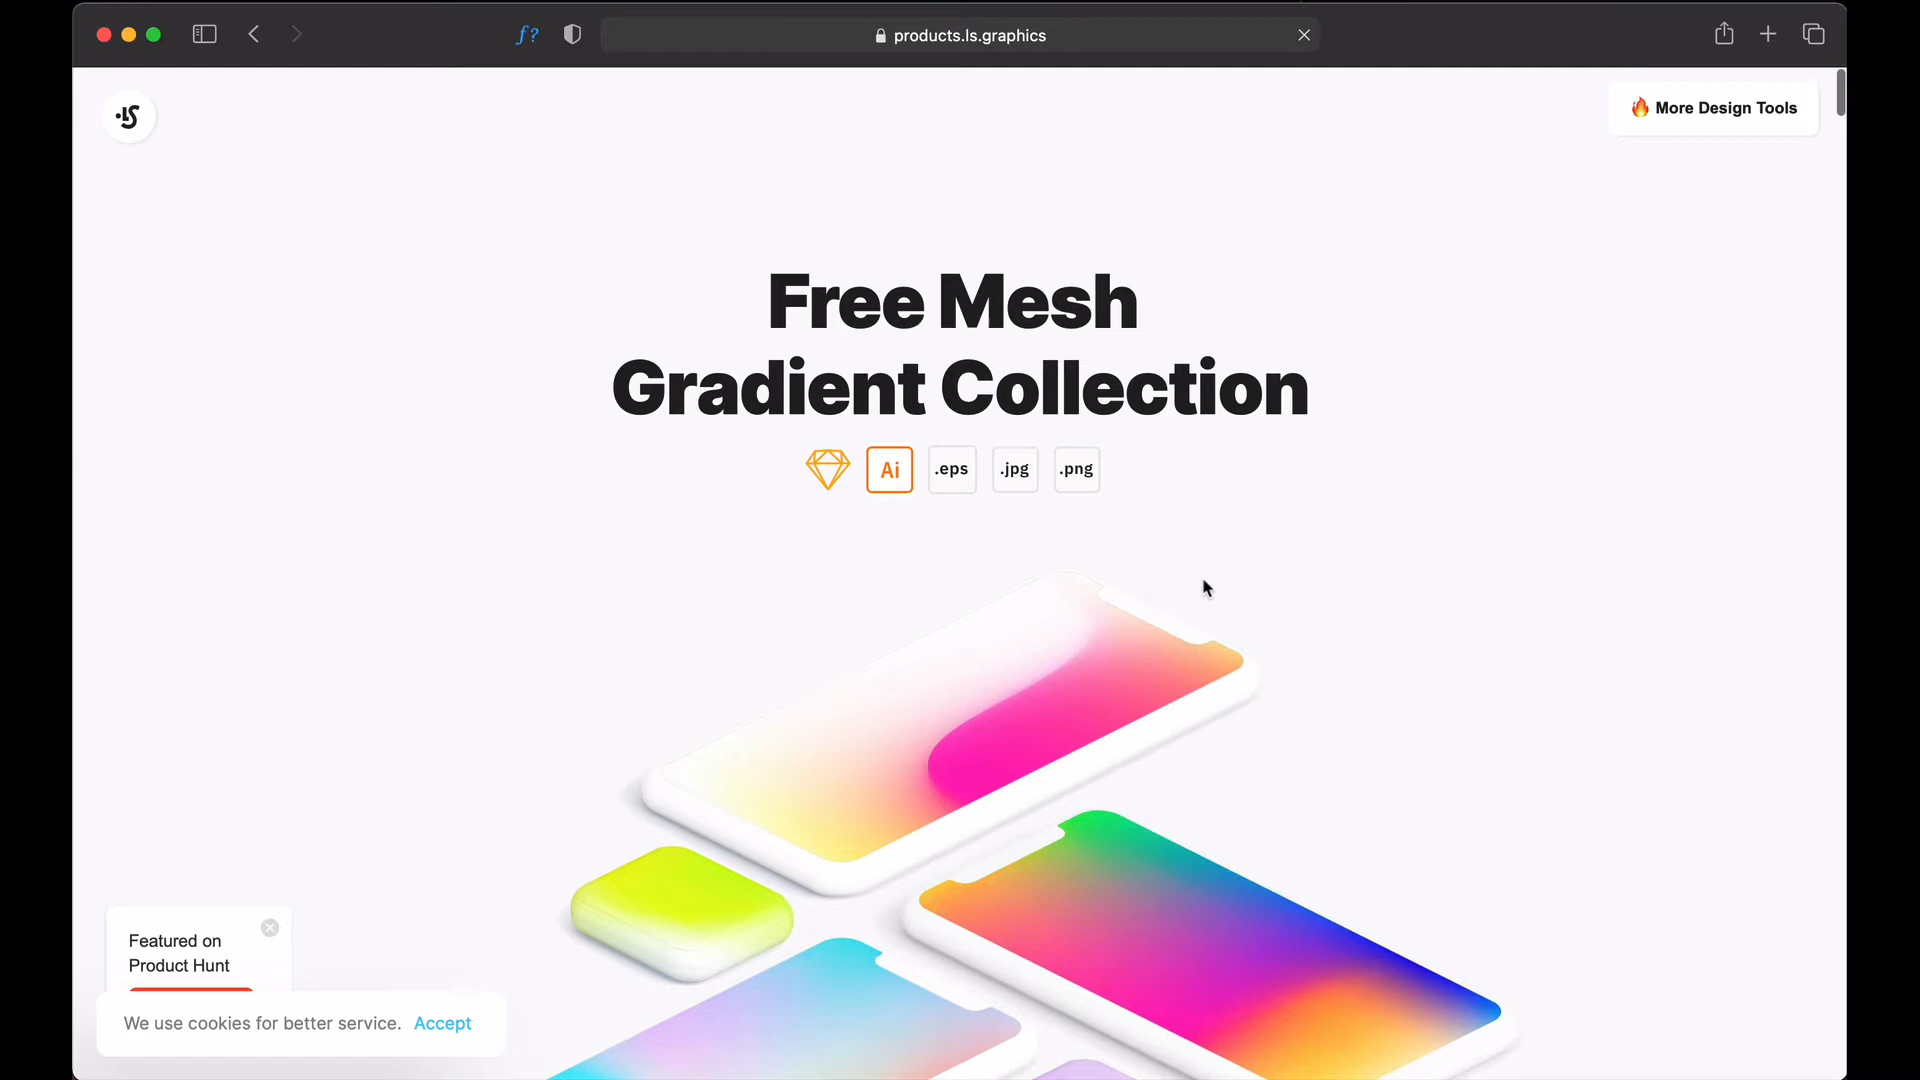 f?
products.ls.graphics
LS
🔥 More Design Tools
Free Mesh
Gradient Collection
Ai
.eps
.jpg
.png
Featured on
Product Hunt
We use cookies for better service. Accept